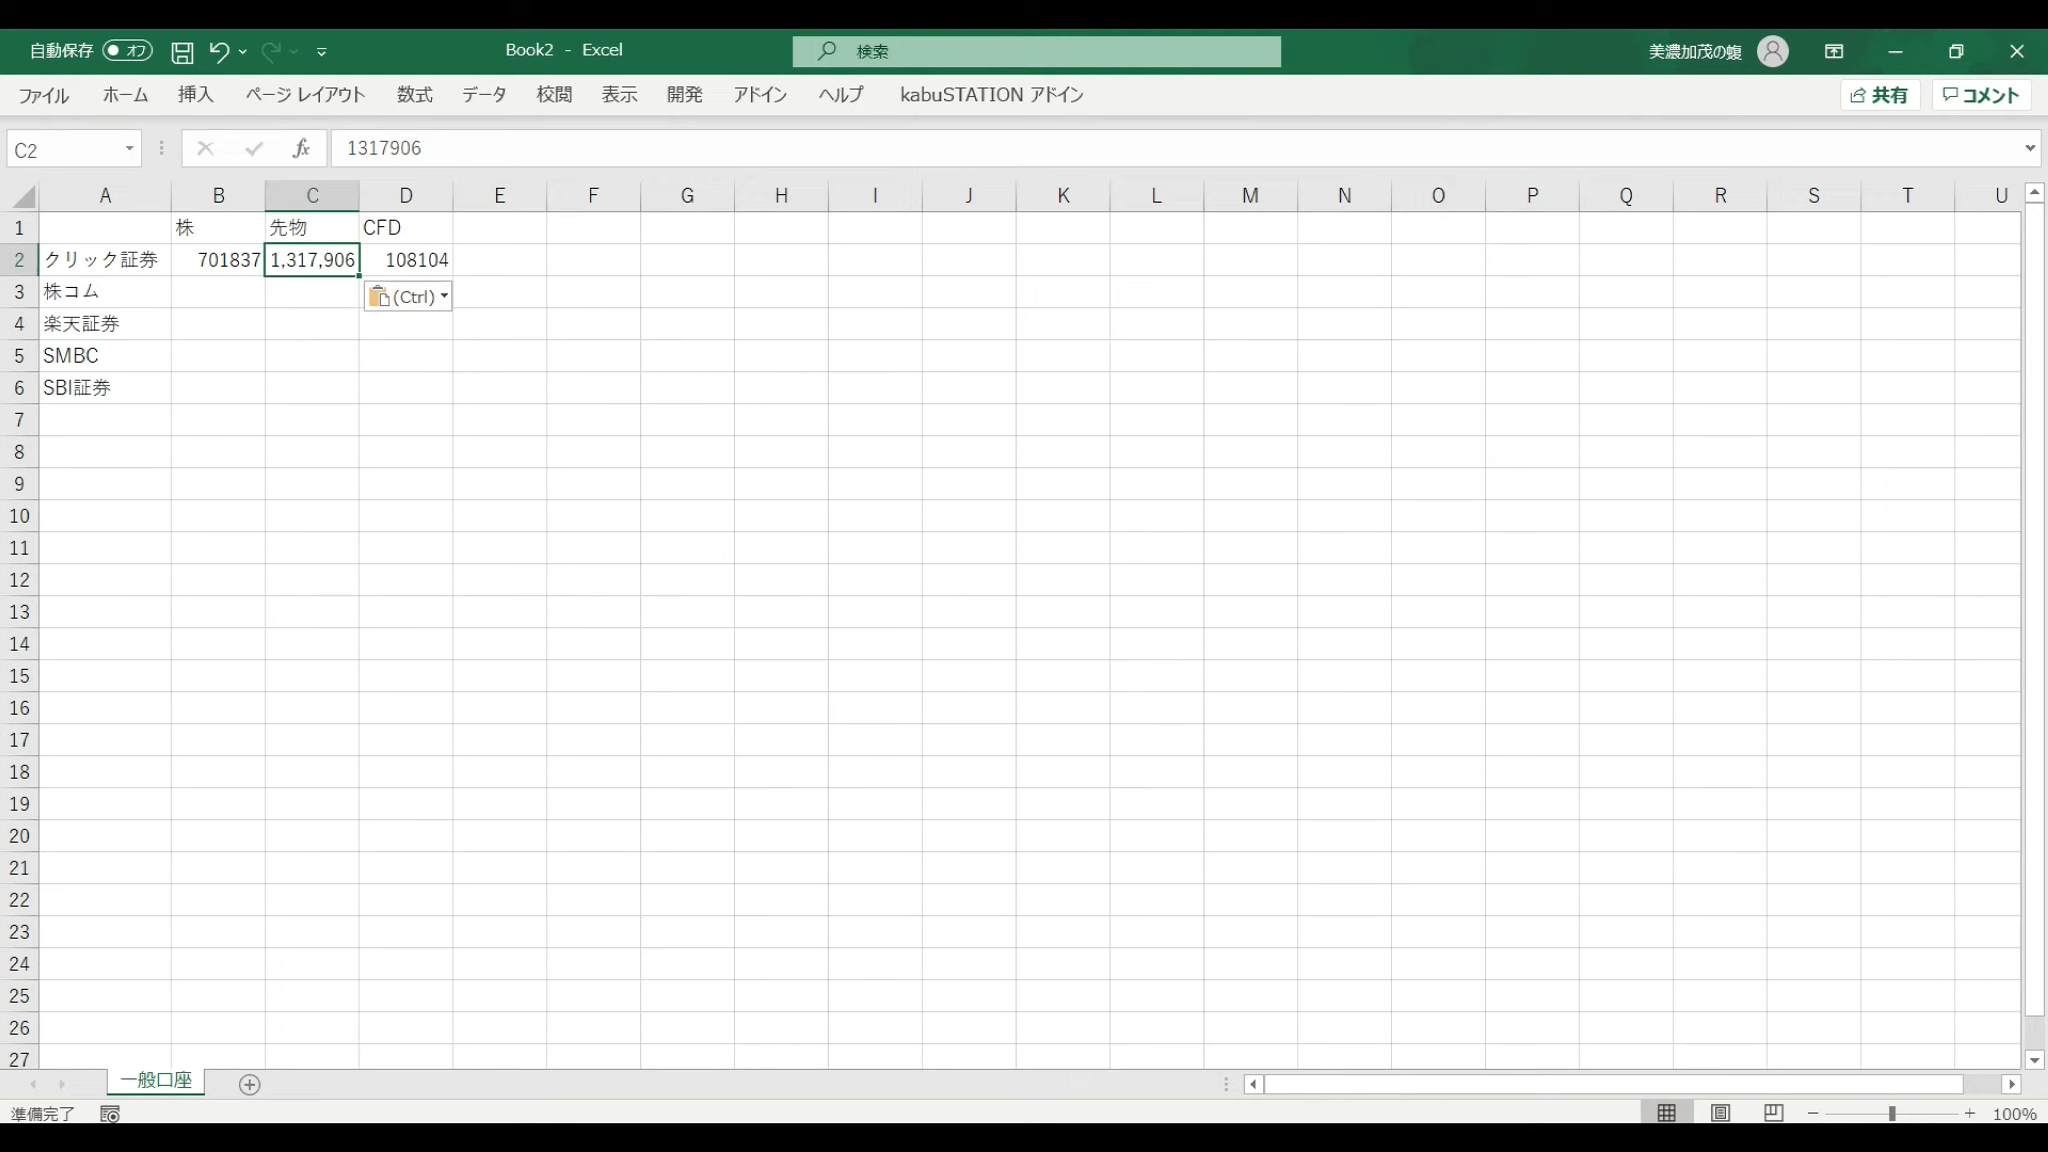 自動保存 オフ Book2 - Excel 検索 美濃加茂の蝮
ファイル ホーム 挿入 ページ レイアウト 数式 データ 校閲 表示 開発 アドイン ヘルプ kabuSTATION アドイン 共有 コメント
C2 fx 1317906
A B C D E F G H I J K L M N O P Q R S T U
1 株 先物 CFD
2 クリック証券 701837 1,317,906 108104
3 株コム (Ctrl)
4 楽天証券
5 SMBC
6 SBI証券
7
8
9
10
11
12
13
14
15
16
17
18
19
20
21
22
23
24
25
26
27
一般口座
準備完了 100%